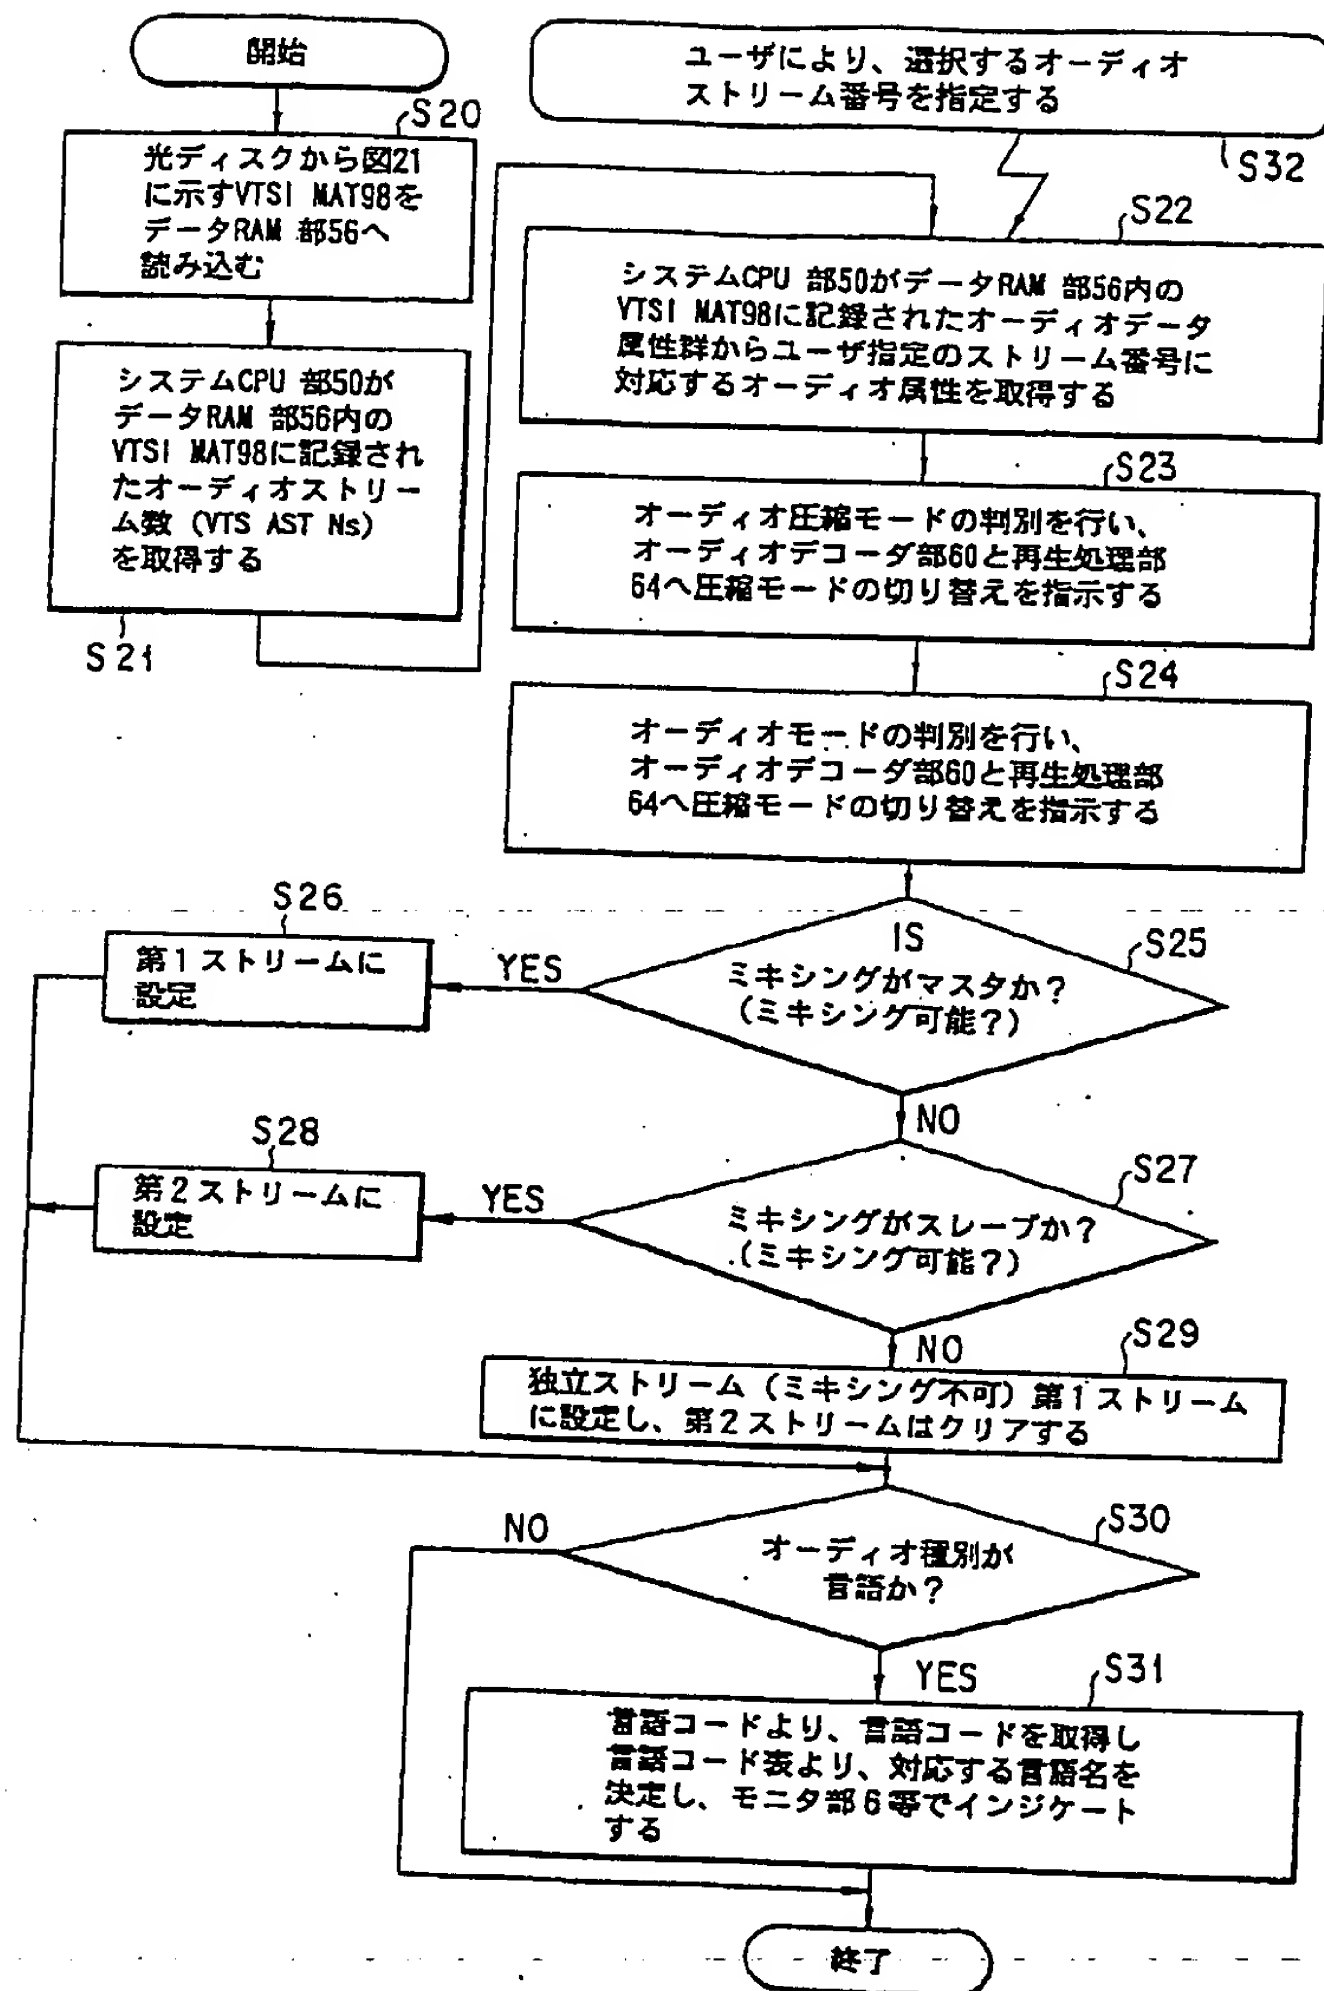 開始
S20
光ディスクから図21
に示すVTSI MAT98を
データRAM 部56へ
読み込む
システムCPU 部50が
データRAM 部56内の
VTSI MAT98に記録され
たオーディオストリー
ム数（VTS AST Ns）
を取得する
S21
ユーザにより、選択するオーディオ
ストリーム番号を指定する
S32
S22
システムCPU 部50がデータRAM 部56内の
VTSI MAT98に記録されたオーディオデータ
属性群からユーザ指定のストリーム番号に
対応するオーディオ属性を取得する
S23
オーディオ圧縮モードの判別を行い、
オーディオデコーダ部60と再生処理部
64へ圧縮モードの切り替えを指示する
S24
オーディオモードの判別を行い、
オーディオデコーダ部60と再生処理部
64へ圧縮モードの切り替えを指示する
S26
第1ストリームに
設定
YES
IS
ミキシングがマスタか？
（ミキシング可能？）
S25
NO
S28
第2ストリームに
設定
YES
ミキシングがスレーブか？
（ミキシング可能？）
S27
NO
S29
独立ストリーム（ミキシング不可）第1ストリーム
に設定し、第2ストリームはクリアする
NO
オーディオ種別が
言語か？
S30
YES
S31
言語コードより、言語コードを取得し
言語コード表より、対応する言語名を
決定し、モニタ部6等でインジケート
する
終了